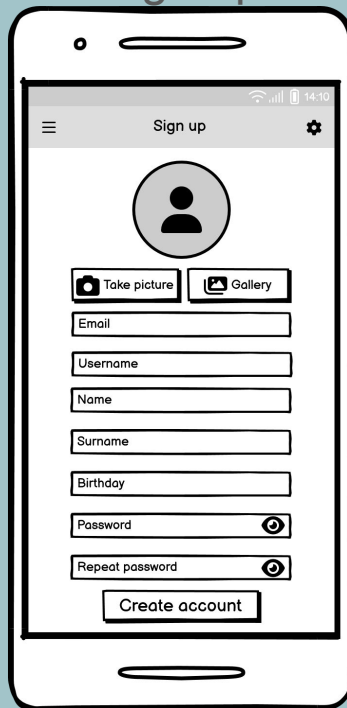 14:10
Sign up
Take picture Gallery
Email
Username
Name
Surname
Birthday
Password
Repeat password
Create account